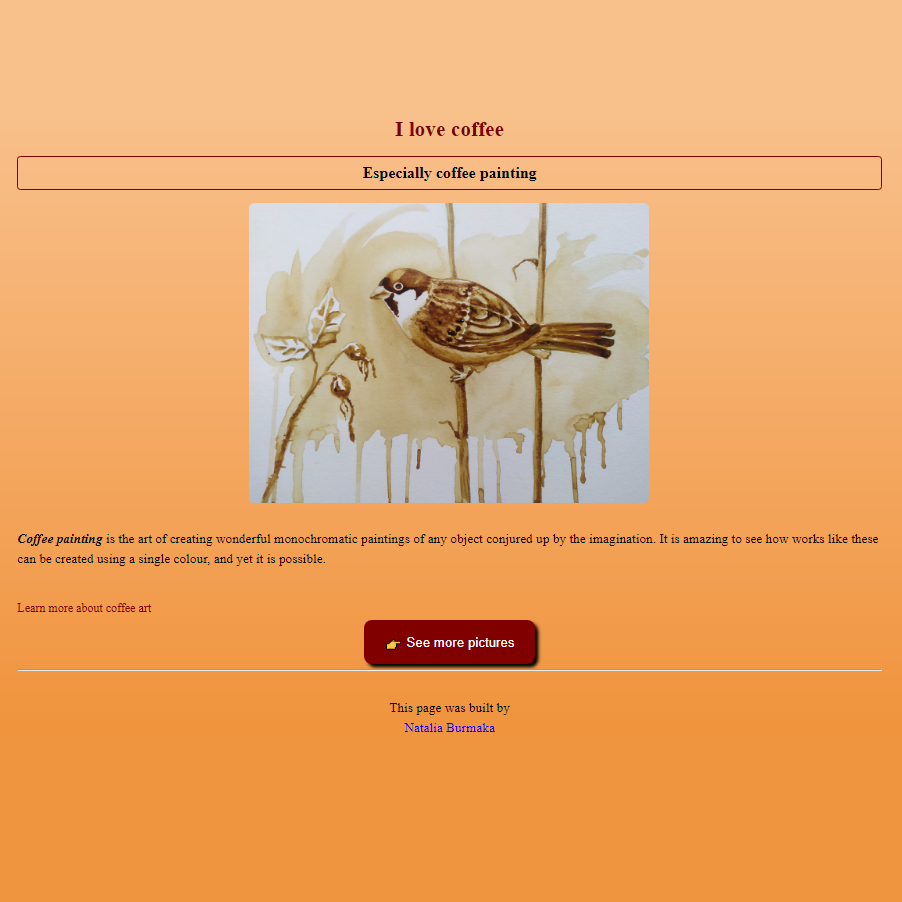 I love coffee
Especially coffee painting
Coffee painting is the art of creating wonderful monochromatic paintings of any object conjured up by the imagination. It is amazing to see how works like these
can be created using a single colour, and yet it is possible.
Learn more about coffee art
👉 See more pictures
This page was built by
Natalia Burmaka